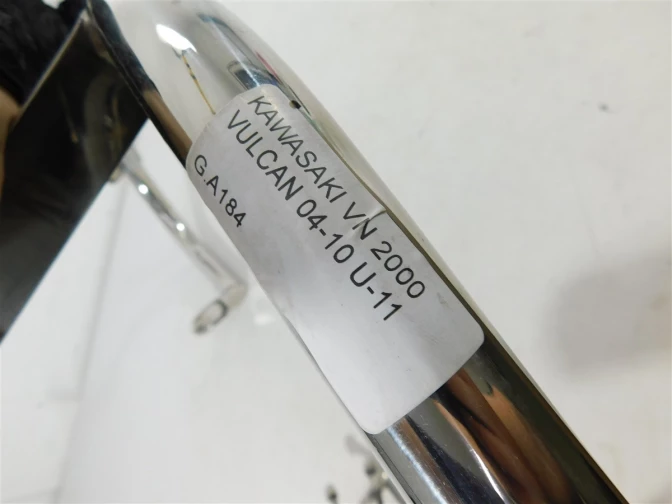 KAWASAKI VN 2000
VULCAN 04-10 U-11
G.A184